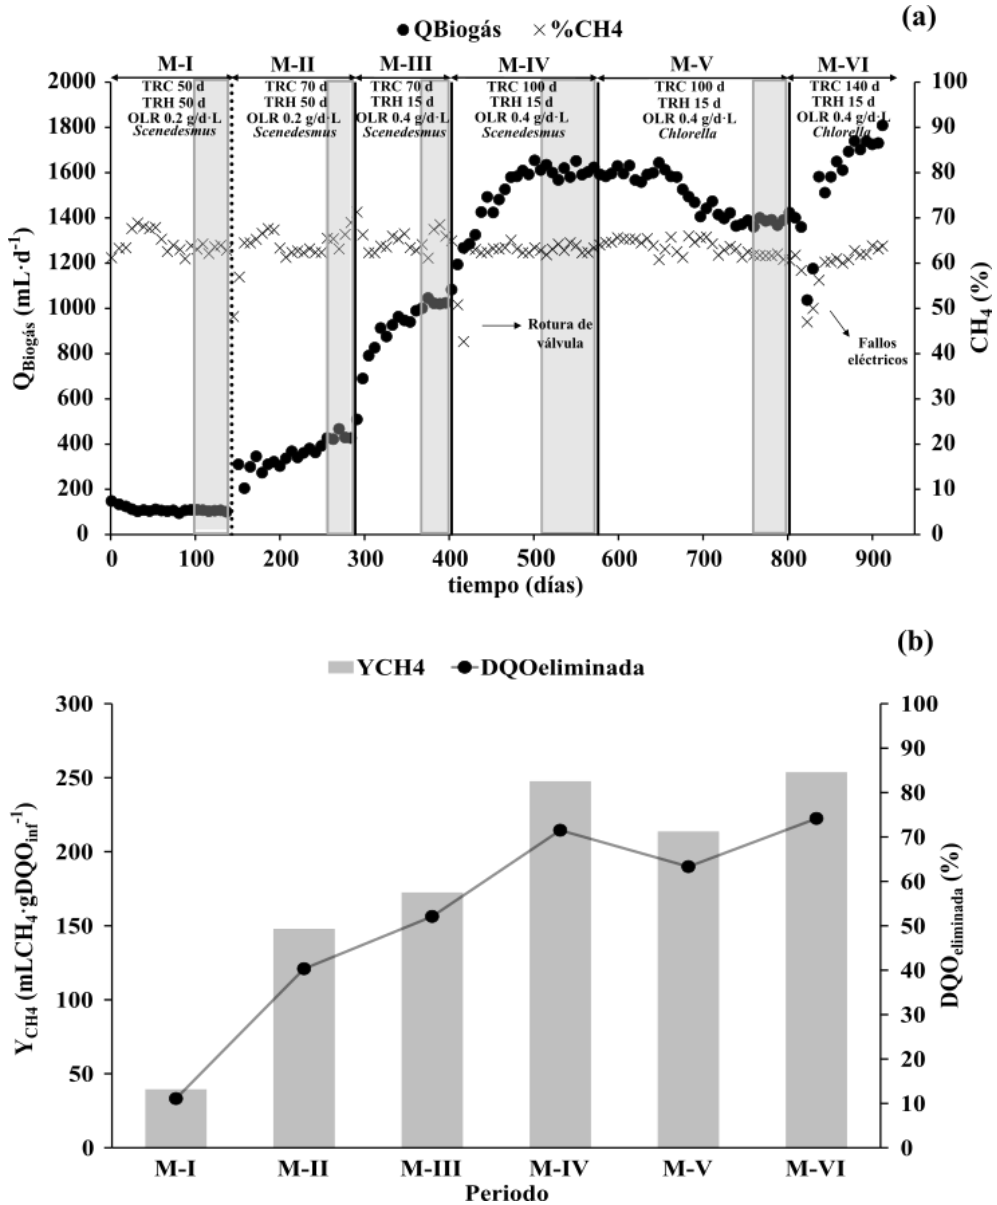 (a)
QBiogás %CH4
M-I M-II M-III M-IV M-V M-VI
TRC 50 d
TRH 50 d
OLR 0.2 g/d·L
Scenedesmus
TRC 70 d
TRH 50 d
OLR 0.2 g/d·L
Scenedesmus
TRC 70 d
TRH 15 d
OLR 0.4 g/d·L
Scenedesmus
TRC 100 d
TRH 15 d
OLR 0.4 g/d·L
Scenedesmus
TRC 100 d
TRH 15 d
OLR 0.4 g/d·L
Chlorella
TRC 140 d
TRH 15 d
OLR 0.4 g/d·L
Chlorella
QBiogás (mL·d-1)
2000
1800
1600
1400
1200
1000
800
600
400
200
0
Rotura de
válvula
Fallos
eléctricos
100
90
80
70
60
50
40
30
20
10
0
CH4 (%)
0 100 200 300 400 500 600 700 800 900
tiempo (días)
(b)
YCH4 DQOeliminada
YCH4 (mLCH4·gDQOinf-1)
300
250
200
150
100
50
0
100
90
80
70
60
50
40
30
20
10
0
DQOeliminada (%)
M-I M-II M-III M-IV M-V M-VI
Periodo